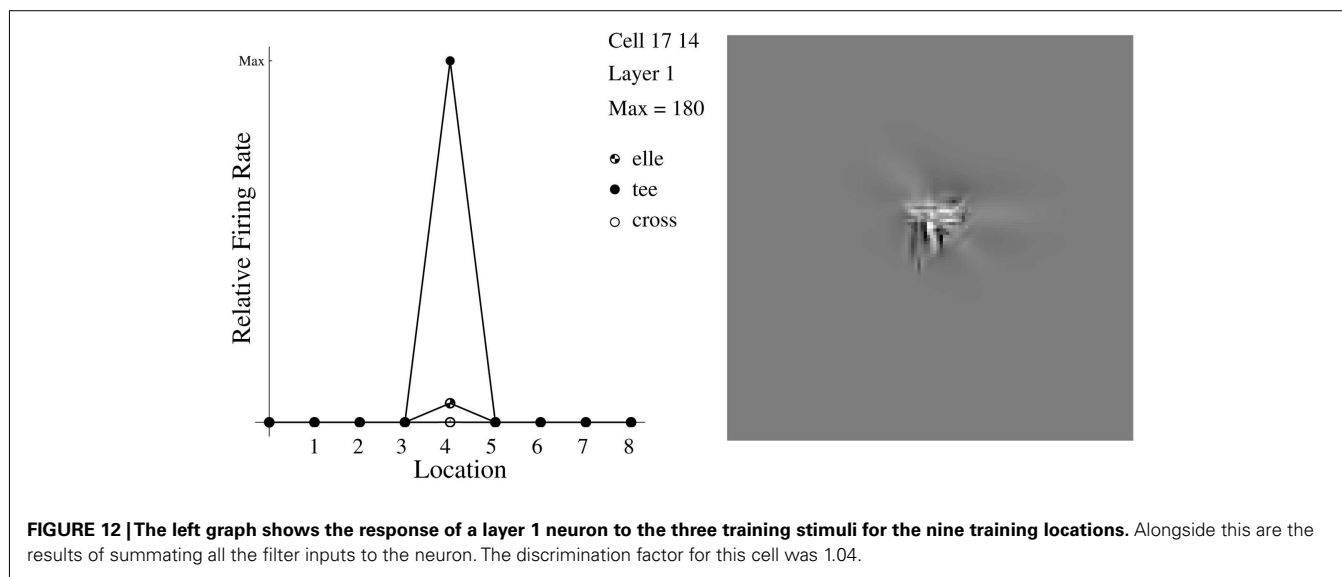 Max
Relative Firing Rate
1 2 3 4 5 6 7 8
Location
Cell 17 14
Layer 1
Max = 180
elle
tee
cross
FIGURE 12 | The left graph shows the response of a layer 1 neuron to the three training stimuli for the nine training locations. Alongside this are the
results of summating all the filter inputs to the neuron. The discrimination factor for this cell was 1.04.